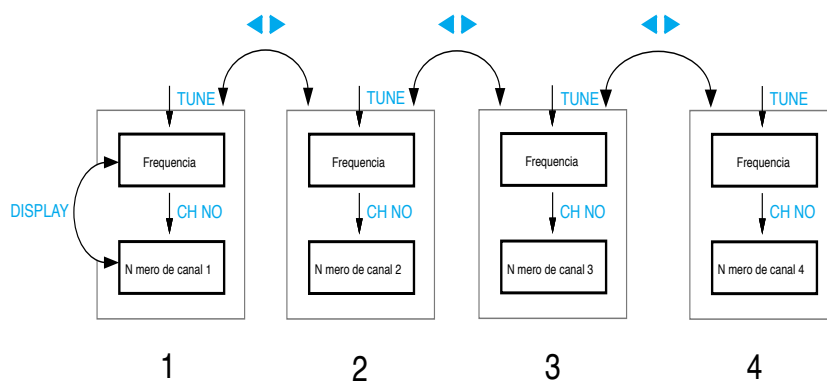 TUNE TUNE TUNE TUNE
Frequencia Frequencia Frequencia Frequencia
DISPLAY CH NO CH NO CH NO CH NO
N mero de canal 1 N mero de canal 2 N mero de canal 3 N mero de canal 4
1 2 3 4